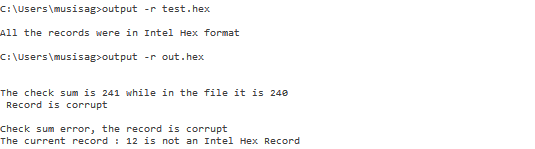 C:\Users\musisag>output -r test.hex
All the records were in Intel Hex format
C:\Users\musisag>output -r out.hex
The check sum is 241 while in the file it is 240
Record is corrupt
Check sum error, the record is corrupt
The current record : 12 is not an Intel Hex Record